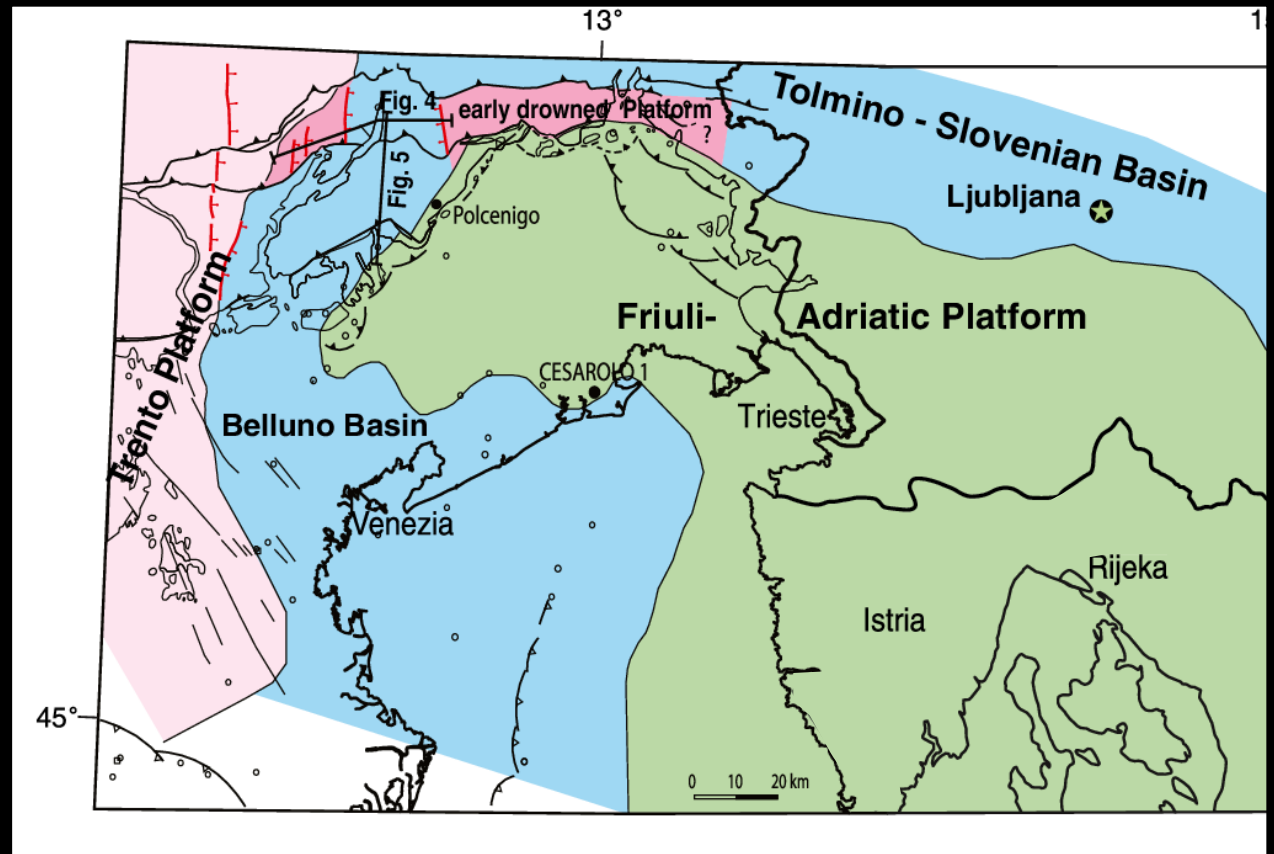 13°
1
Tolmino - Slovenian Basin
Fig. 4
early drowned Platform
?
Fig. 5
Ljubljana
Polcenigo
Trento Platform
Friuli-
Adriatic Platform
CESAROLO 1
Trieste
Belluno Basin
Venezia
Rijeka
Istria
45°
0 10 20 km